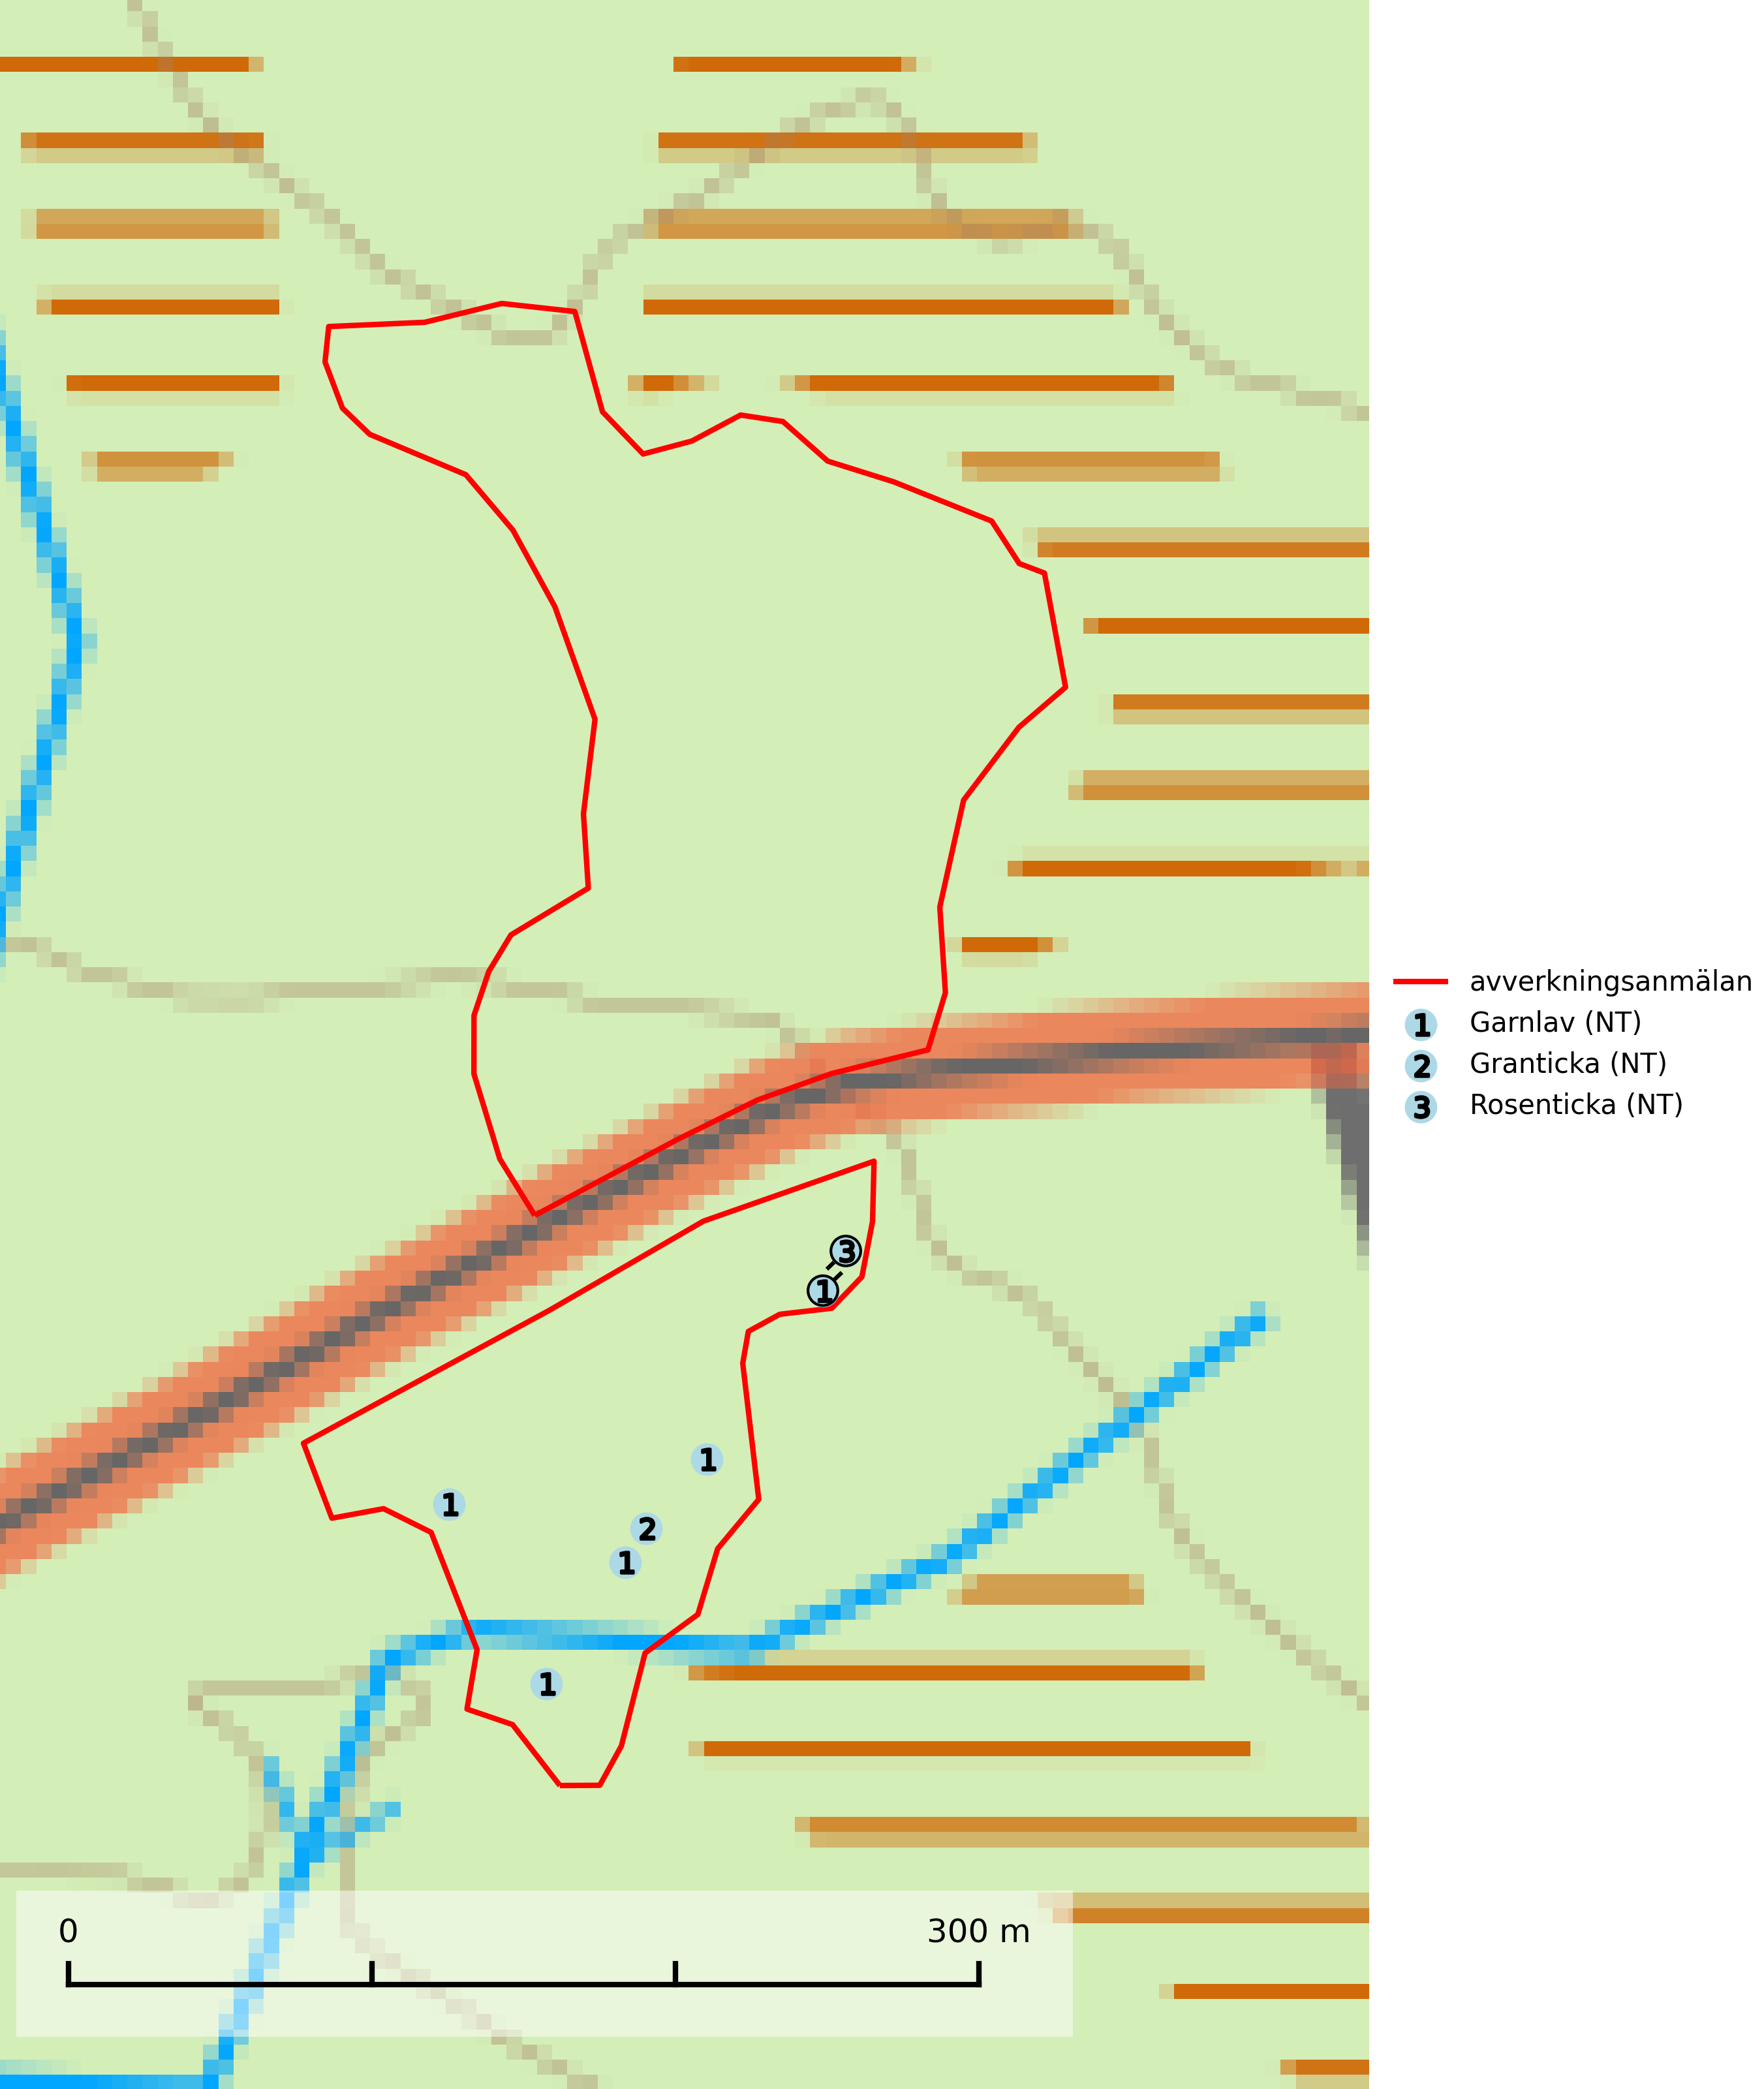 avverkningsanmälan
1 Garnlav (NT)
2 Granticka (NT)
3 Rosenticka (NT)
3
1
1
1
2
1
1
0 300 m